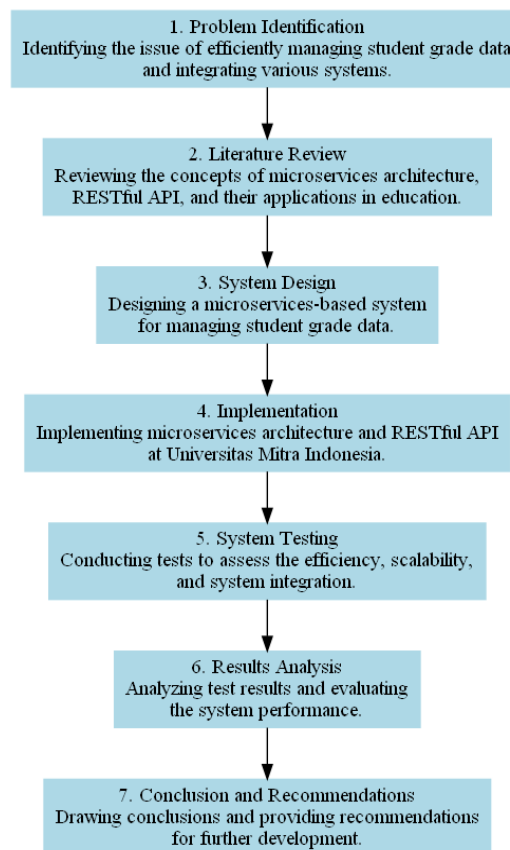 1. Problem Identification
Identifying the issue of efficiently managing student grade data
and integrating various systems.
2. Literature Review
Reviewing the concepts of microservices architecture,
RESTful API, and their applications in education.
3. System Design
Designing a microservices-based system
for managing student grade data.
4. Implementation
Implementing microservices architecture and RESTful API
at Universitas Mitra Indonesia.
5. System Testing
Conducting tests to assess the efficiency, scalability,
and system integration.
6. Results Analysis
Analyzing test results and evaluating
the system performance.
7. Conclusion and Recommendations
Drawing conclusions and providing recommendations
for further development.